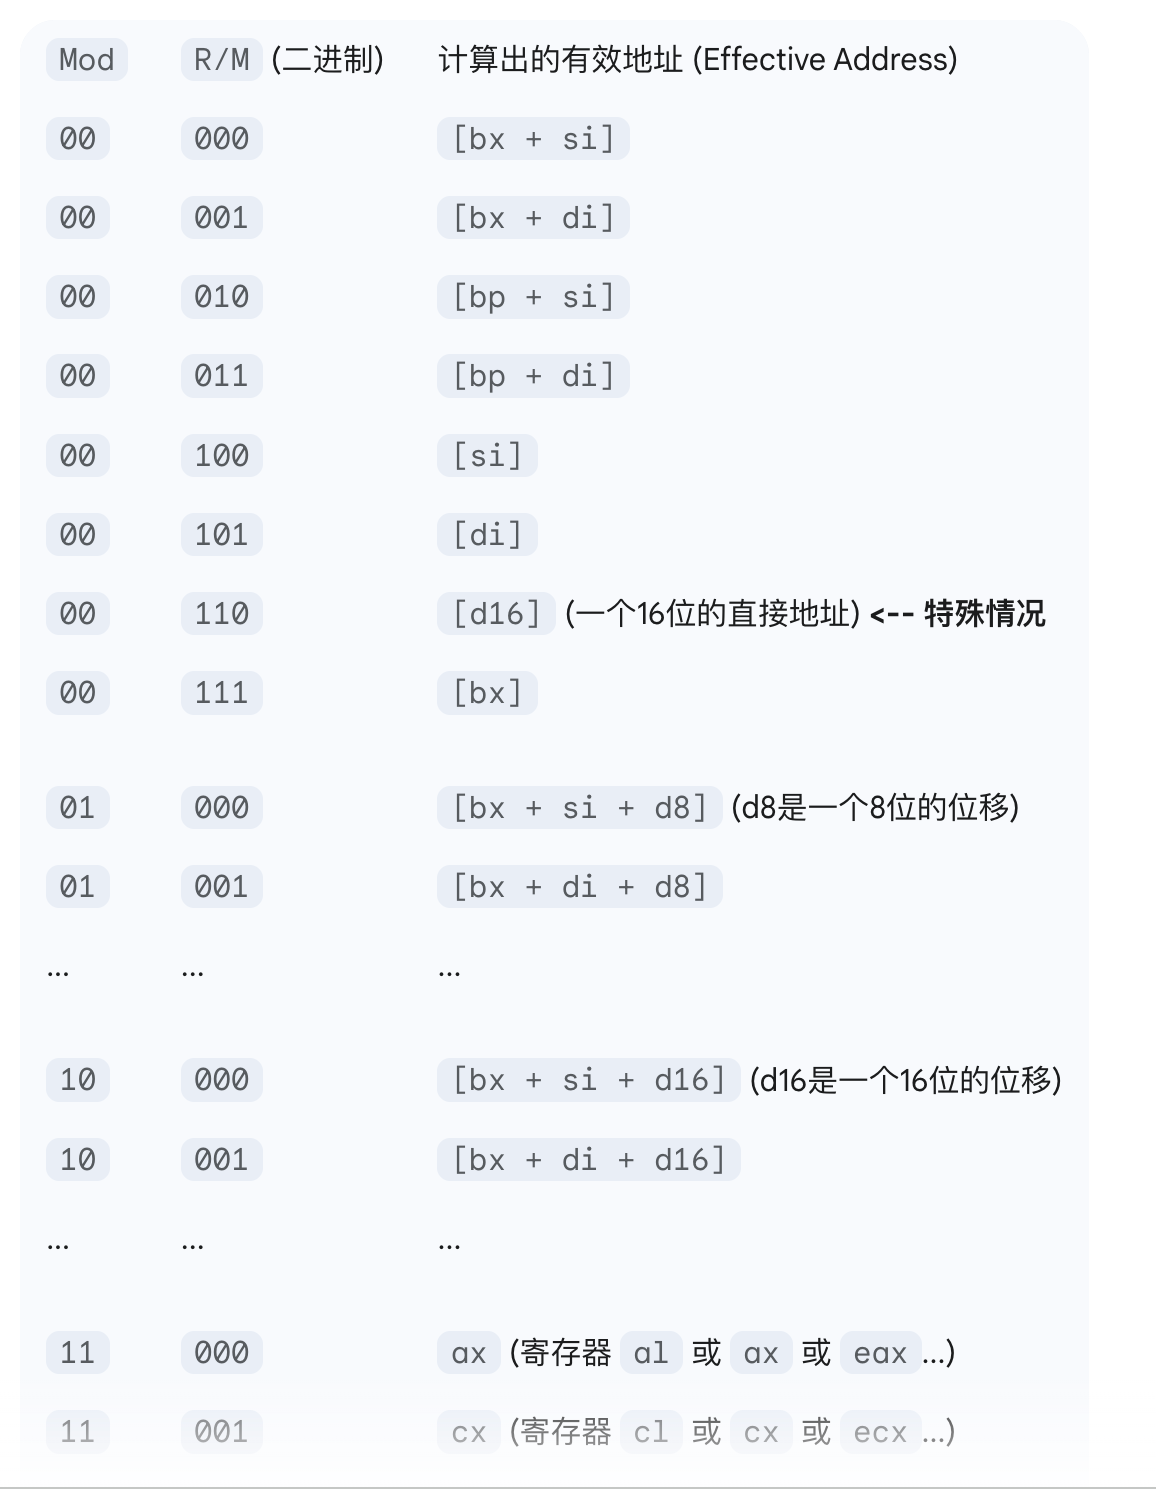 Mod R/M (二进制) 计算出的有效地址 (Effective Address)
00 000 [bx + si]
00 001 [bx + di]
00 010 [bp + si]
00 011 [bp + di]
00 100 [si]
00 101 [di]
00 110 [d16] (一个16位的直接地址) <-- 特殊情况
00 111 [bx]
01 000 [bx + si + d8] (d8是一个8位的位移)
01 001 [bx + di + d8]
... ... ...
10 000 [bx + si + d16] (d16是一个16位的位移)
10 001 [bx + di + d16]
... ... ...
11 000 ax (寄存器 al 或 ax 或 eax...)
11 001 cx (寄存器 cl 或 cx 或 ecx...)